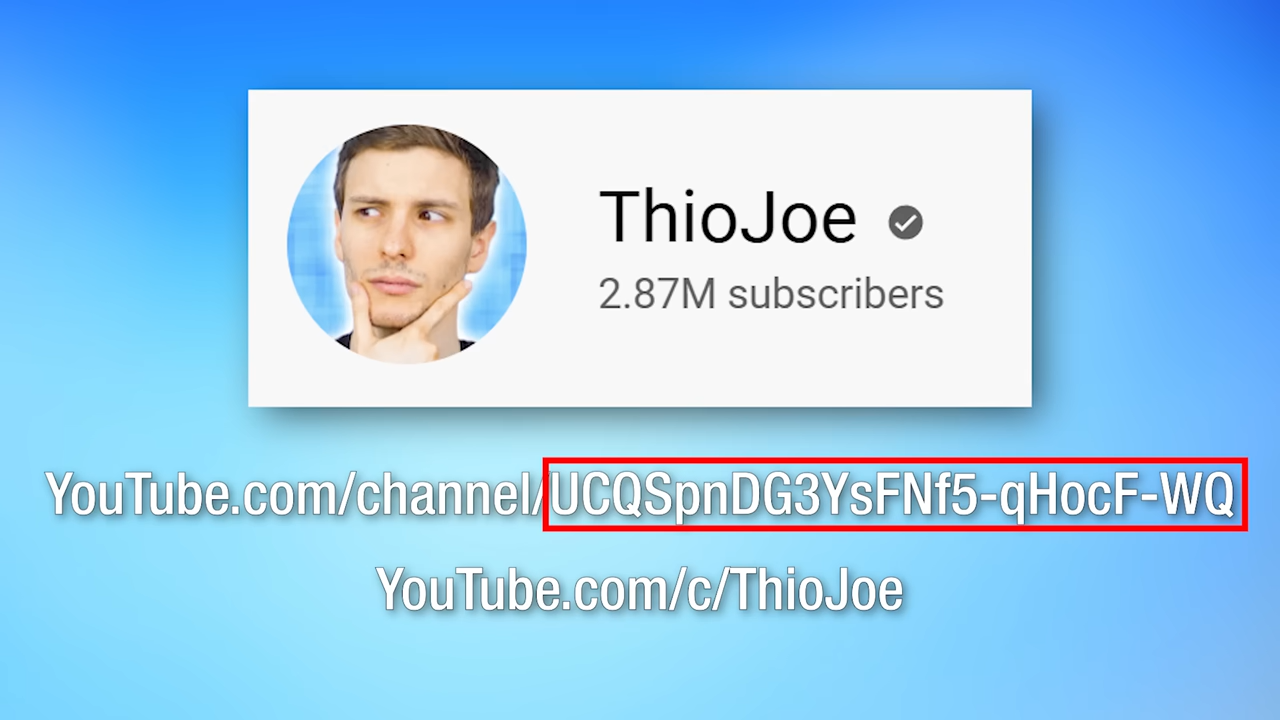 ThioJoe
2.87M subscribers
YouTube.com/channel/UCQSpnDG3YsFNf5-qHocF-WQ
YouTube.com/c/ThioJoe